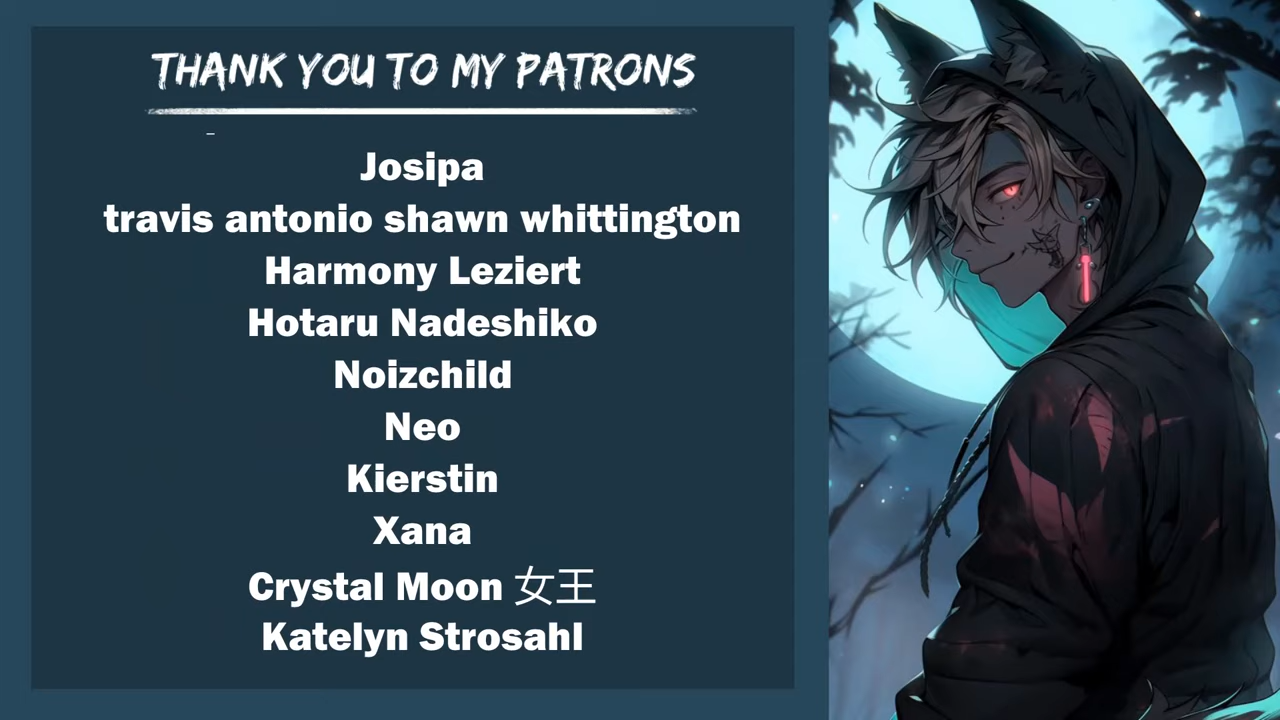 THANK YOU TO MY PATRONS
Josipa
travis antonio shawn whittington
Harmony Leziert
Hotaru Nadeshiko
Noizchild
Neo
Kierstin
Xana
Crystal Moon 女王
Katelyn Strosahl